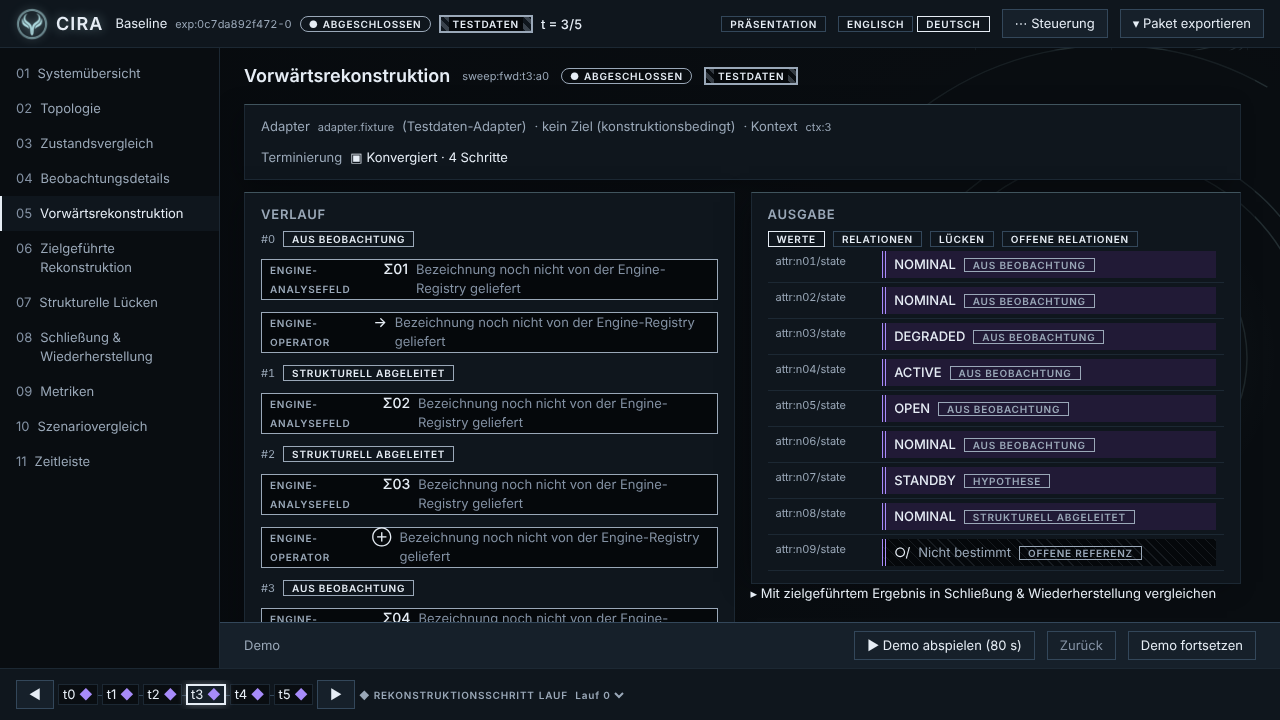 CIRA Baseline exp:0c7da892f472-0 ● ABGESCHLOSSEN TESTDATEN t = 3/5 PRÄSENTATION ENGLISCH DEUTSCH ··· Steuerung ▾ Paket exportieren
01 Systemübersicht
02 Topologie
03 Zustandsvergleich
04 Beobachtungsdetails
05 Vorwärtsrekonstruktion
06 Zielgeführte
Rekonstruktion
07 Strukturelle Lücken
08 Schließung &
Wiederherstellung
09 Metriken
10 Szenariovergleich
11 Zeitleiste
Vorwärtsrekonstruktion sweep:fwd:t3:a0 ● ABGESCHLOSSEN TESTDATEN
Adapter adapter.fixture (Testdaten-Adapter) · kein Ziel (konstruktionsbedingt) · Kontext ctx:3
Terminierung ▣ Konvergiert · 4 Schritte
VERLAUF
#0 AUS BEOBACHTUNG
ENGINE- Σ01 Bezeichnung noch nicht von der Engine-
ANALYSEFELD Registry geliefert
ENGINE- → Bezeichnung noch nicht von der Engine-Registry
OPERATOR geliefert
#1 STRUKTURELL ABGELEITET
ENGINE- Σ02 Bezeichnung noch nicht von der Engine-
ANALYSEFELD Registry geliefert
#2 STRUKTURELL ABGELEITET
ENGINE- Σ03 Bezeichnung noch nicht von der Engine-
ANALYSEFELD Registry geliefert
ENGINE- ⊕ Bezeichnung noch nicht von der Engine-Registry
OPERATOR geliefert
#3 AUS BEOBACHTUNG
ENGINE- Σ04 Bezeichnung noch nicht von der Engine-
AUSGABE
WERTE RELATIONEN LÜCKEN OFFENE RELATIONEN
attr:n01/state NOMINAL AUS BEOBACHTUNG
attr:n02/state NOMINAL AUS BEOBACHTUNG
attr:n03/state DEGRADED AUS BEOBACHTUNG
attr:n04/state ACTIVE AUS BEOBACHTUNG
attr:n05/state OPEN AUS BEOBACHTUNG
attr:n06/state NOMINAL AUS BEOBACHTUNG
attr:n07/state STANDBY HYPOTHESE
attr:n08/state NOMINAL STRUKTURELL ABGELEITET
attr:n09/state ○/ Nicht bestimmt OFFENE REFERENZ
▸ Mit zielgeführtem Ergebnis in Schließung & Wiederherstellung vergleichen
Demo ▶ Demo abspielen (80 s) Zurück Demo fortsetzen
◀ t0 ◆ t1 ◆ t2 ◆ t3 ◆ t4 ◆ t5 ◆ ▶ ◆ REKONSTRUKTIONSSCHRITT LAUF Lauf 0